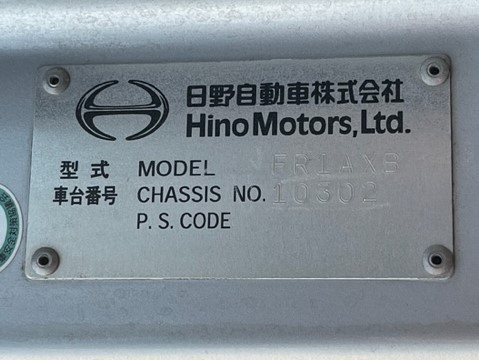 日野自動車株式会社
Hino Motors, Ltd.
型式 MODEL FR1AXE
車台番号 CHASSIS NO. 10302
P. S. CODE